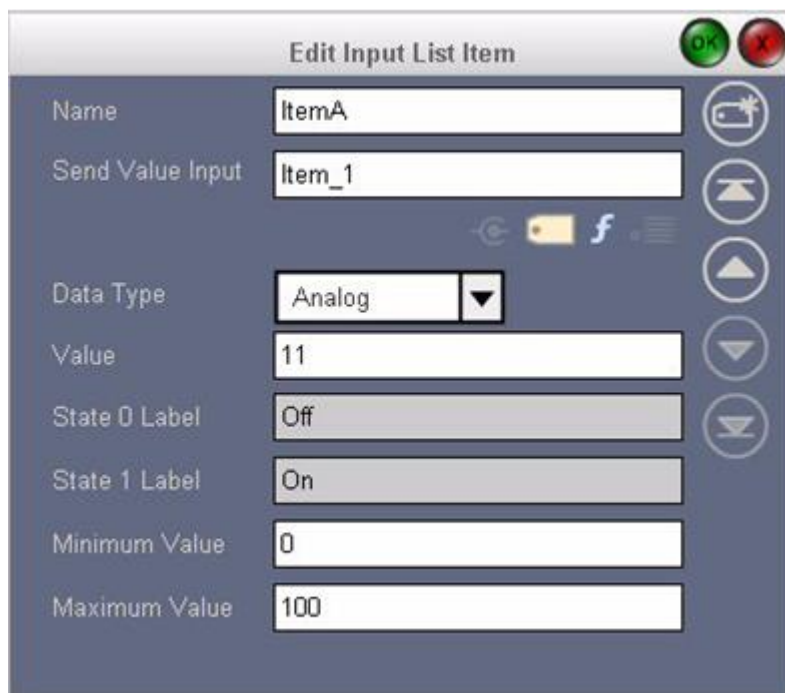 Edit Input List Item
OK X
Name ItemA
Send Value Input Item_1
f
Data Type Analog
Value 11
State 0 Label Off
State 1 Label On
Minimum Value 0
Maximum Value 100